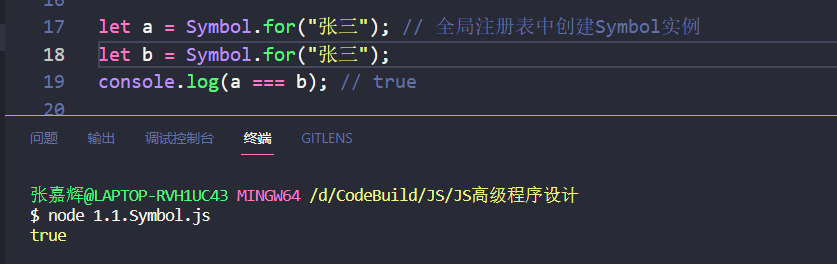 17 let a = Symbol.for("张三"); // 全局注册表中创建Symbol实例
18 let b = Symbol.for("张三");
19 console.log(a === b); // true
20
问题 输出 调试控制台 终端 GITLENS
张嘉辉@LAPTOP-RVH1UC43 MINGW64 /d/CodeBuild/JS/JS高级程序设计
$ node 1.1.Symbol.js
true